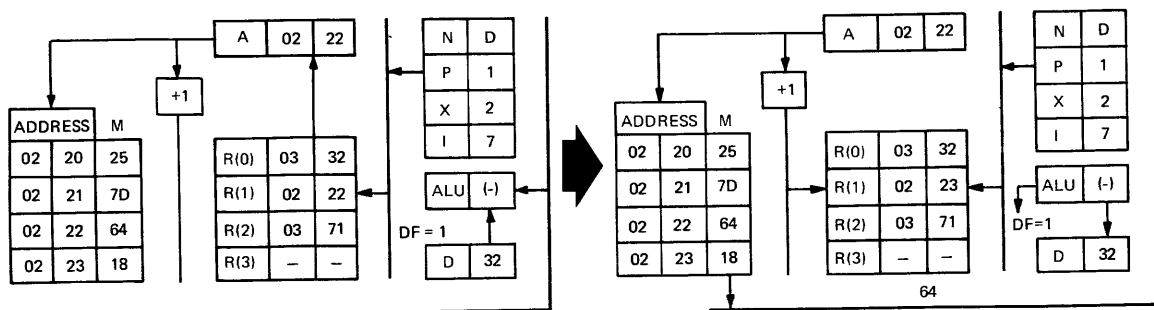 A 02 22
+1
ADDRESS M
02 20 25
02 21 7D
02 22 64
02 23 18
R(0) 03 32
R(1) 02 22
R(2) 03 71
R(3) – –
N D
P 1
X 2
I 7
ALU (-)
DF = 1
D 32
A 02 22
+1
ADDRESS M
02 20 25
02 21 7D
02 22 64
02 23 18
R(0) 03 32
R(1) 02 23
R(2) 03 71
R(3) – –
N D
P 1
X 2
I 7
ALU (-)
DF=1
D 32
64